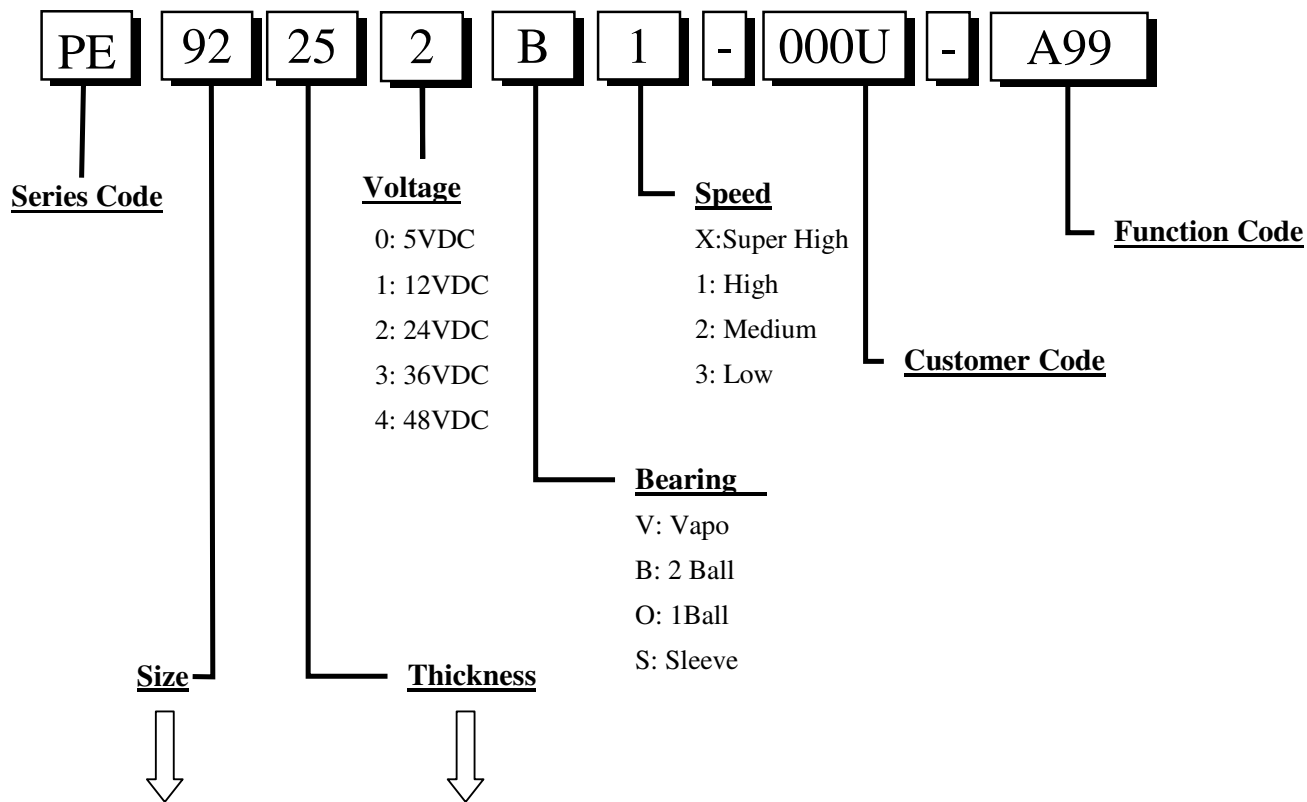 PE 92 25 2 B 1 - 000U - A99
Series Code
Voltage
0: 5VDC
1: 12VDC
2: 24VDC
3: 36VDC
4: 48VDC
Speed
X:Super High
1: High
2: Medium
3: Low
Function Code
Customer Code
Bearing
V: Vapo
B: 2 Ball
O: 1Ball
S: Sleeve
Size
Thickness